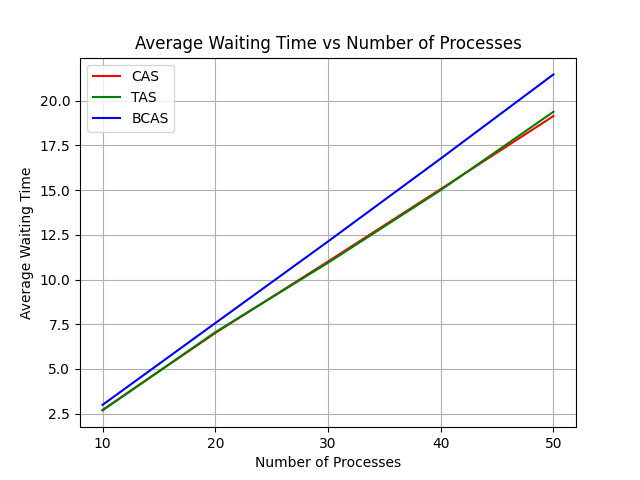 Average Waiting Time vs Number of Processes
CAS
TAS
BCAS
Average Waiting Time
20.0
17.5
15.0
12.5
10.0
7.5
5.0
2.5
10 20 30 40 50
Number of Processes